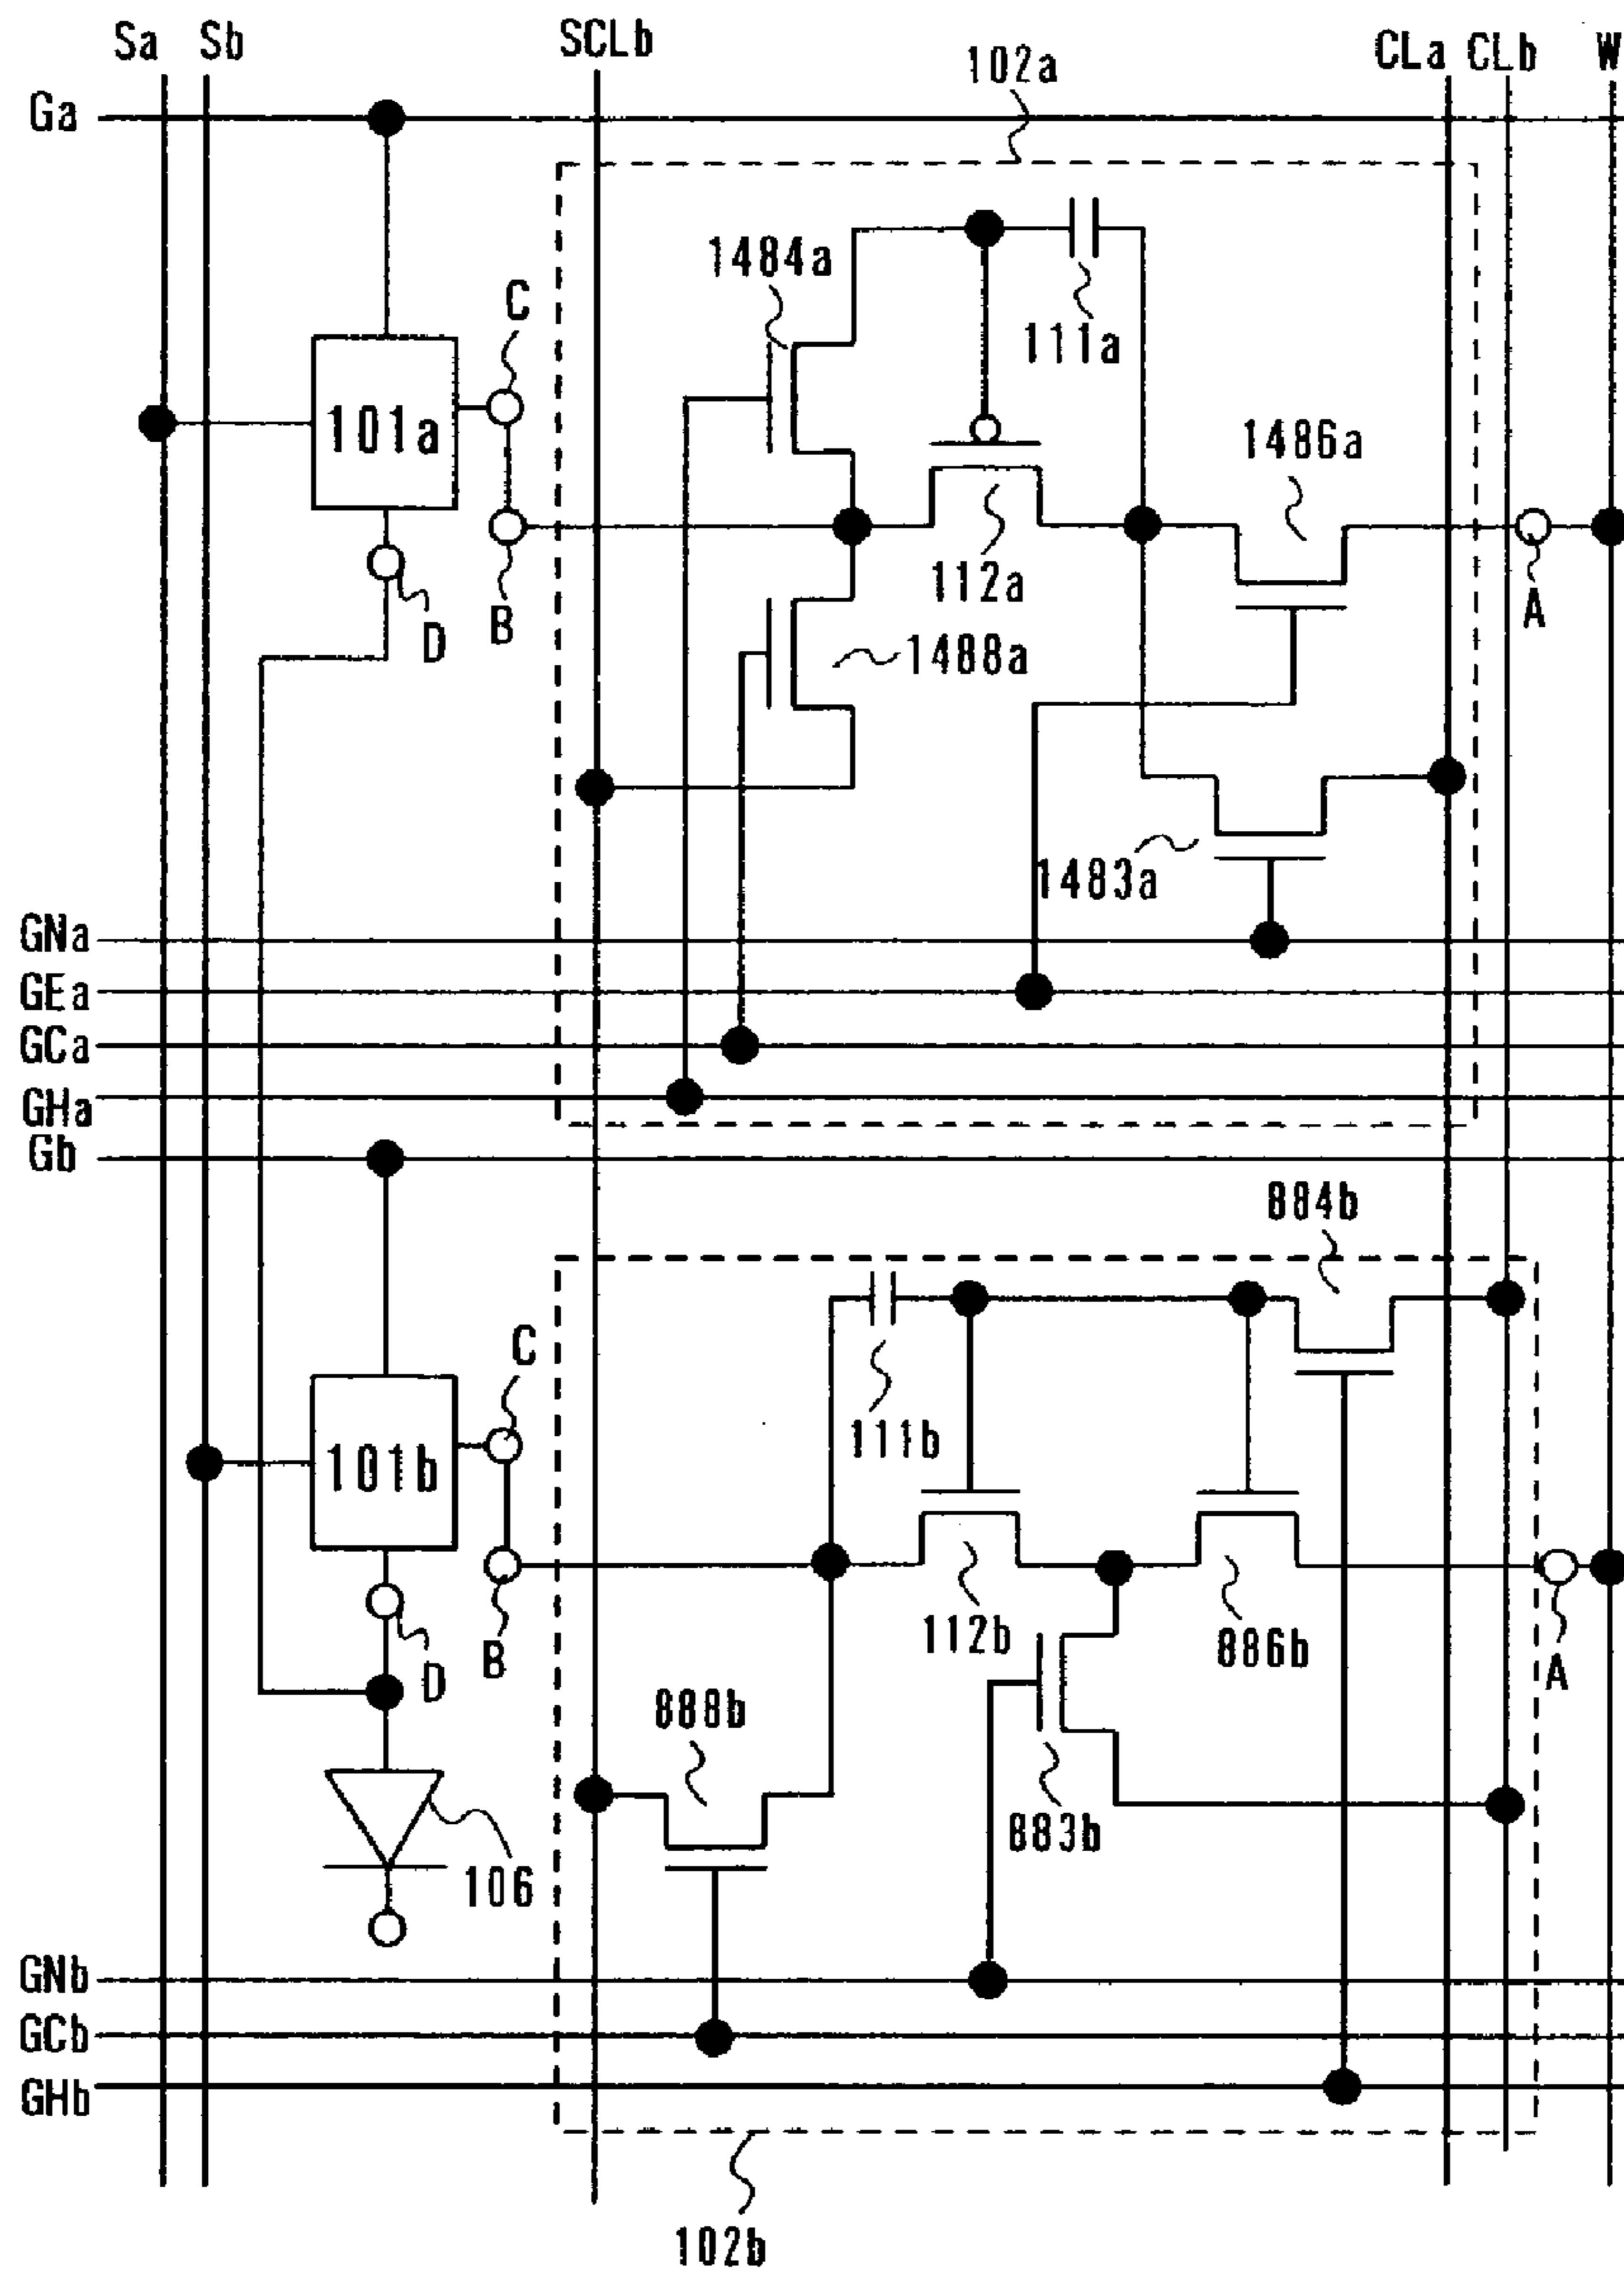 Sa Sb SCLb CLa CLb W
102a
Ga
1484a
C
111a
101a
1486a
112a
A
B
D
1488a
1483a
GNa
GEa
GCa
GHa
Gb
884b
C
111b
101b
112b
886b
B
D
A
888b
883b
106
GNb
GCb
GHb
102b